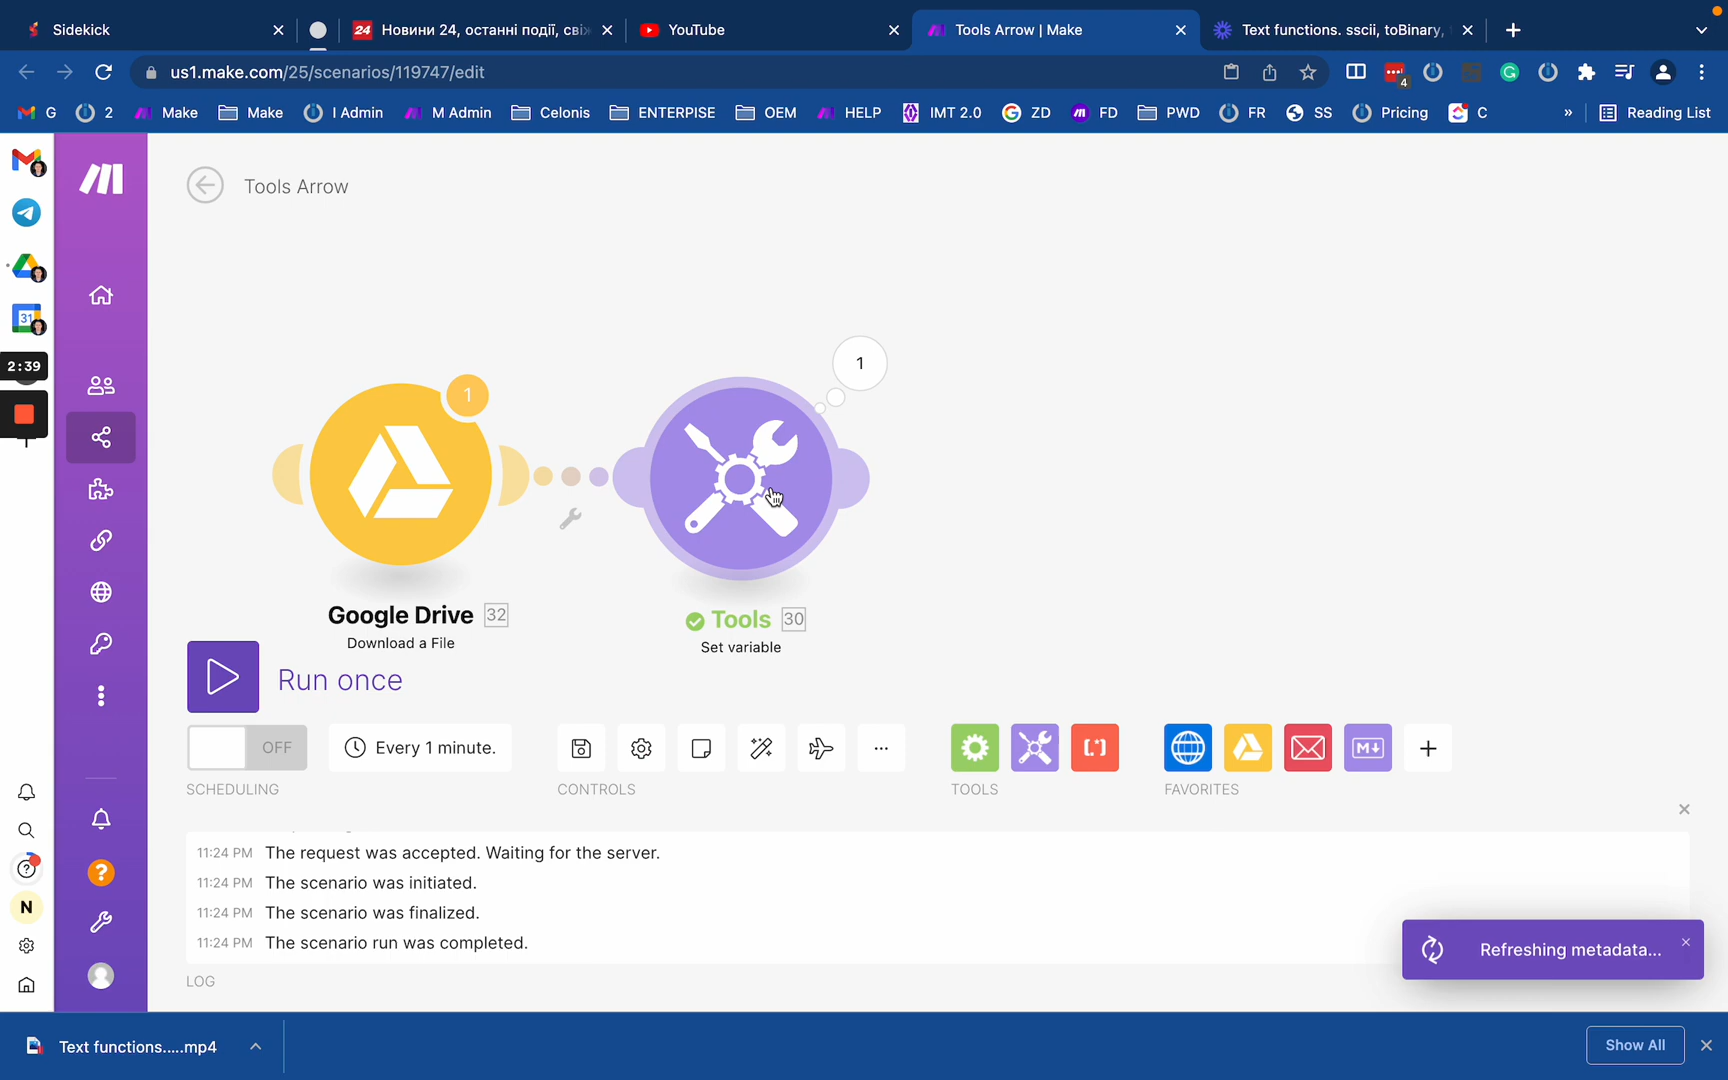 Sidekick
24 Новини 24, останні події, сві
YouTube
Tools Arrow | Make
Text functions. sscii, toBinary,
us1.make.com/25/scenarios/119747/edit
4
G
2
Make
Make
I Admin
M Admin
Celonis
ENTERPISE
OEM
HELP
IMT 2.0
ZD
FD
PWD
FR
SS
Pricing
C
»
Reading List
Tools Arrow
31
2:39
1
1
Google Drive 32
Download a File
Tools 30
Set variable
Run once
OFF
Every 1 minute.
[.*]
M
SCHEDULING
CONTROLS
TOOLS
FAVORITES
11:24 PM The request was accepted. Waiting for the server.
11:24 PM The scenario was initiated.
11:24 PM The scenario was finalized.
11:24 PM The scenario run was completed.
LOG
Refreshing metadata...
?
?
N
Text functions.....mp4
Show All